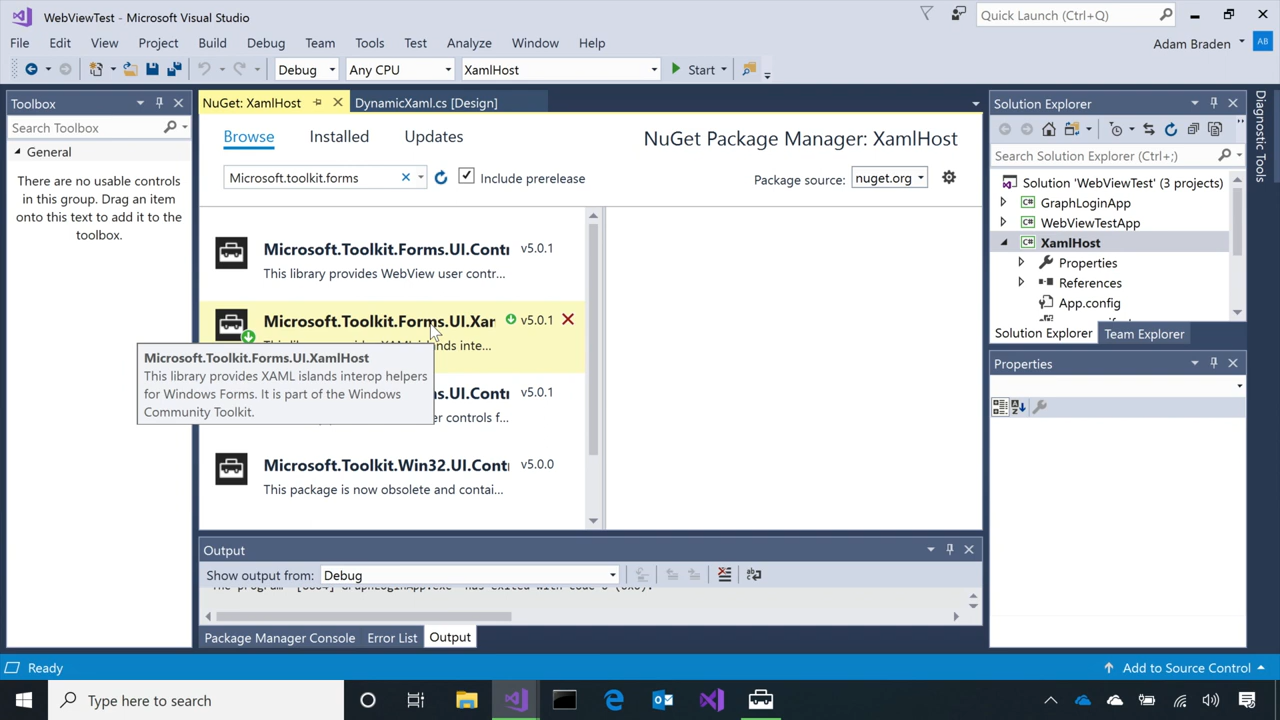 WebViewTest - Microsoft Visual Studio
Quick Launch (Ctrl+Q)
File Edit View Project Build Debug Team Tools Test Analyze Window Help
Adam Braden AB
Debug Any CPU XamlHost Start
Toolbox
Search Toolbox
General
There are no usable controls
in this group. Drag an item
onto this text to add it to the
toolbox.
NuGet: XamlHost DynamicXaml.cs [Design]
Browse Installed Updates
NuGet Package Manager: XamlHost
Microsoft.toolkit.forms
Include prerelease
Package source: nuget.org
Microsoft.Toolkit.Forms.UI.Contr v5.0.1
This library provides WebView user contr...
Microsoft.Toolkit.Forms.UI.Xar v5.0.1
inte...
Microsoft.Toolkit.Forms.UI.XamlHost
This library provides XAML islands interop helpers
for Windows Forms. It is part of the Windows
Community Toolkit.
ms.UI.Contr v5.0.1
er controls f...
Microsoft.Toolkit.Win32.UI.Contr v5.0.0
This package is now obsolete and contai...
Output
Show output from: Debug
Package Manager Console Error List Output
Solution Explorer
Search Solution Explorer (Ctrl+;)
Solution 'WebViewTest' (3 projects)
C# GraphLoginApp
C# WebViewTestApp
C# XamlHost
Properties
References
App.config
Solution Explorer Team Explorer
Properties
Diagnostic Tools
Ready
Add to Source Control
Type here to search